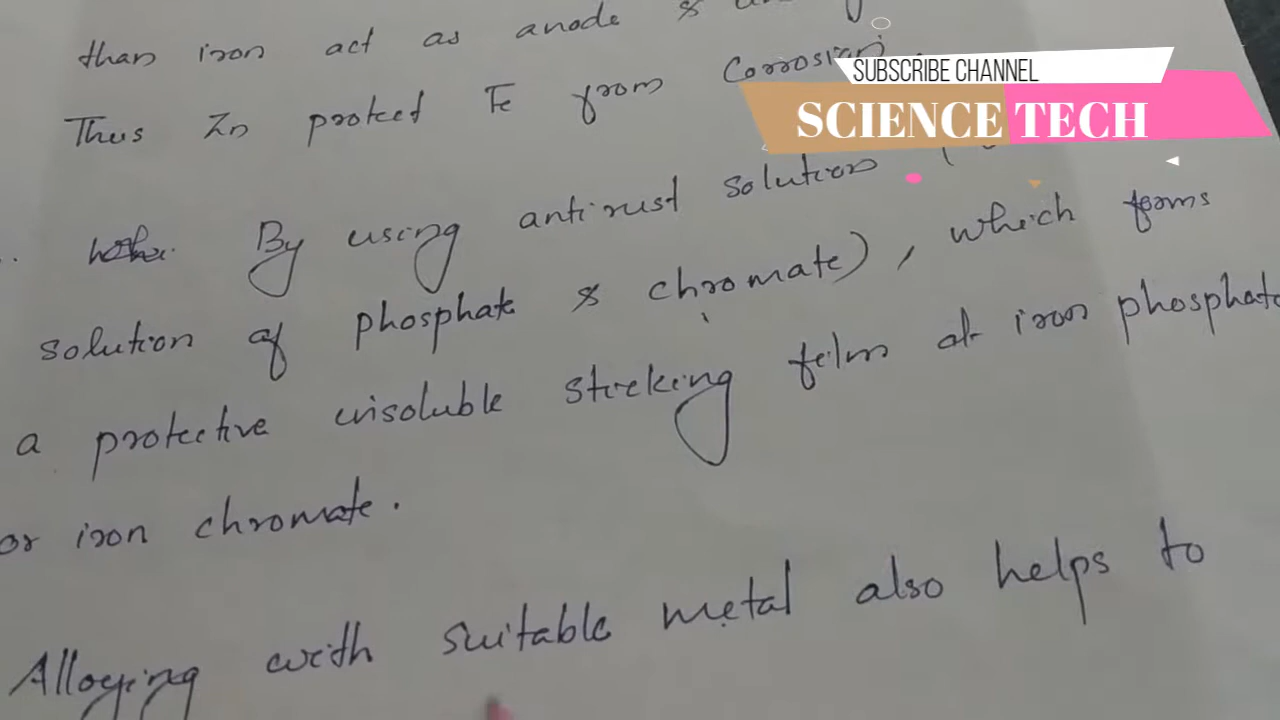 than iron act as anode &
Thus Zn protect Fe from Corrosion.
SUBSCRIBE CHANNEL
SCIENCE TECH
By using antirust solution
solution of phosphate & chromate), which forms
a protective insoluble sticking film of iron phosphate
or iron chromate.
Alloying with suitable metal also helps to